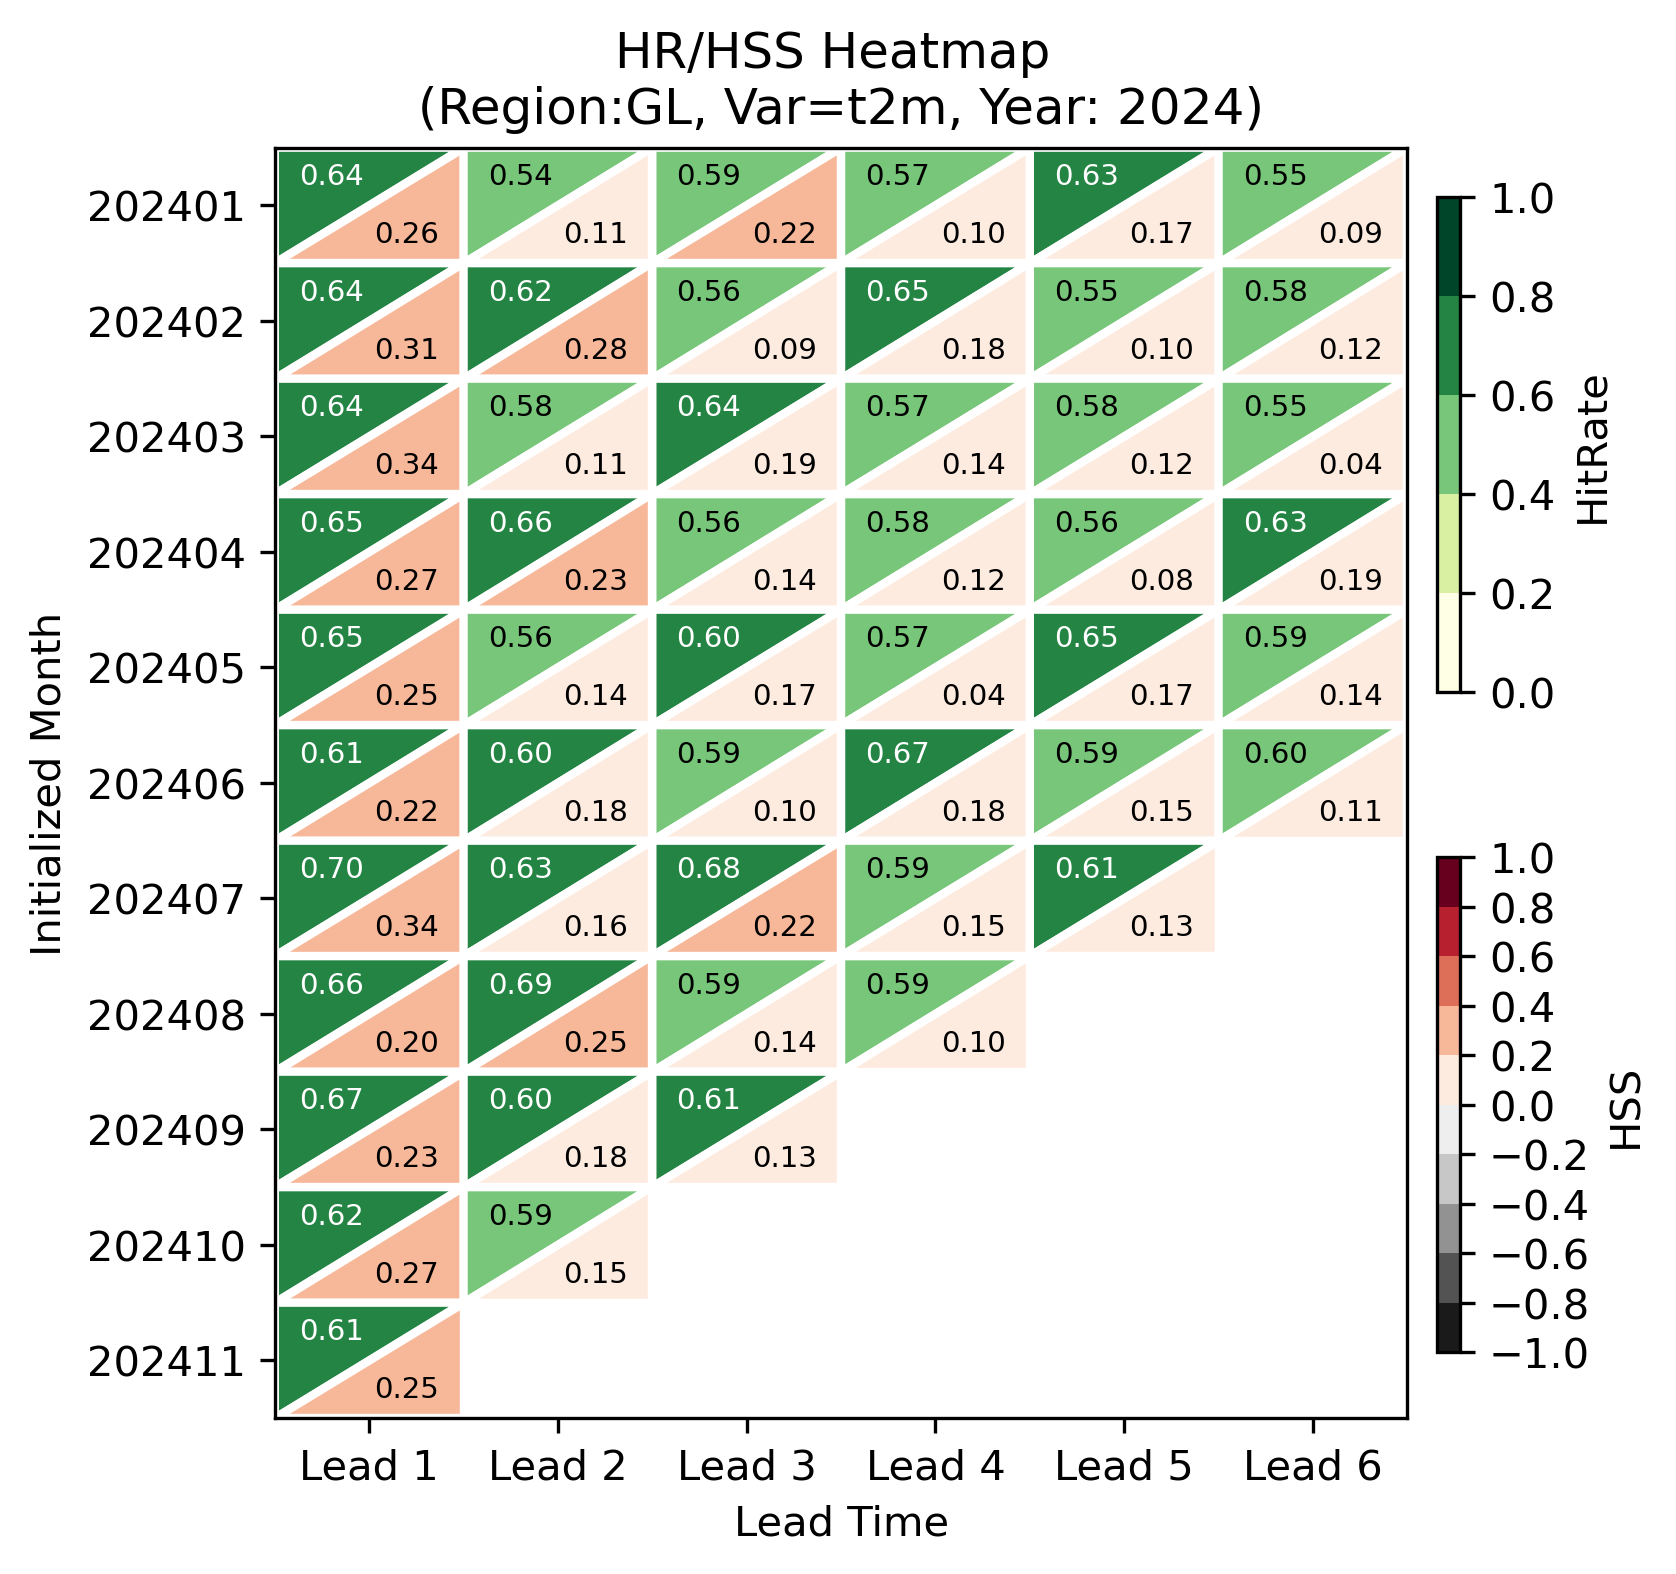 HR/HSS Heatmap
(Region:GL, Var=t2m, Year: 2024)
Initialized Month
202401
0.64 0.54 0.59 0.57 0.63 0.55
0.26 0.11 0.22 0.10 0.17 0.09
202402
0.64 0.62 0.56 0.65 0.55 0.58
0.31 0.28 0.09 0.18 0.10 0.12
202403
0.64 0.58 0.64 0.57 0.58 0.55
0.34 0.11 0.19 0.14 0.12 0.04
202404
0.65 0.66 0.56 0.58 0.56 0.63
0.27 0.23 0.14 0.12 0.08 0.19
202405
0.65 0.56 0.60 0.57 0.65 0.59
0.25 0.14 0.17 0.04 0.17 0.14
202406
0.61 0.60 0.59 0.67 0.59 0.60
0.22 0.18 0.10 0.18 0.15 0.11
202407
0.70 0.63 0.68 0.59 0.61
0.34 0.16 0.22 0.15 0.13
202408
0.66 0.69 0.59 0.59
0.20 0.25 0.14 0.10
202409
0.67 0.60 0.61
0.23 0.18 0.13
202410
0.62 0.59
0.27 0.15
202411
0.61
0.25
Lead 1 Lead 2 Lead 3 Lead 4 Lead 5 Lead 6
Lead Time
1.0
0.8
0.6
0.4
0.2
0.0
HitRate
1.0
0.8
0.6
0.4
0.2
0.0
−0.2
−0.4
−0.6
−0.8
−1.0
HSS